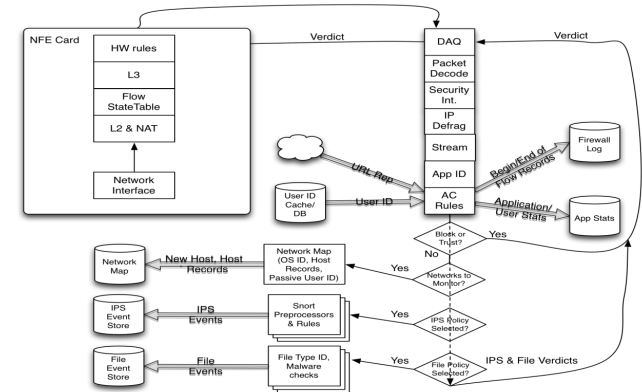 NFE Card
HW rules
L3
Flow
StateTable
L2 & NAT
Network
Interface
Verdict
Verdict
DAQ
Packet
Decode
Security
Int.
IP
Defrag
Stream
App ID
AC
Rules
URL Rep
User ID
Cache/
DB
User ID
Begin/End of
Flow Records
Firewall
Log
Application/
User Stats
App Stats
Block or
Trust?
Yes
No
Network
Map
New Host, Host
Records
Network Map
(OS ID, Host
Records,
Passive User ID)
Yes
Networks to
Monitor?
IPS
Event
Store
IPS
Events
Snort
Preprocessors
& Rules
Yes
IPS Policy
Selected?
File
Event
Store
File
Events
File Type ID,
Malware
checks
Yes
File Policy
Selected?
IPS & File Verdicts